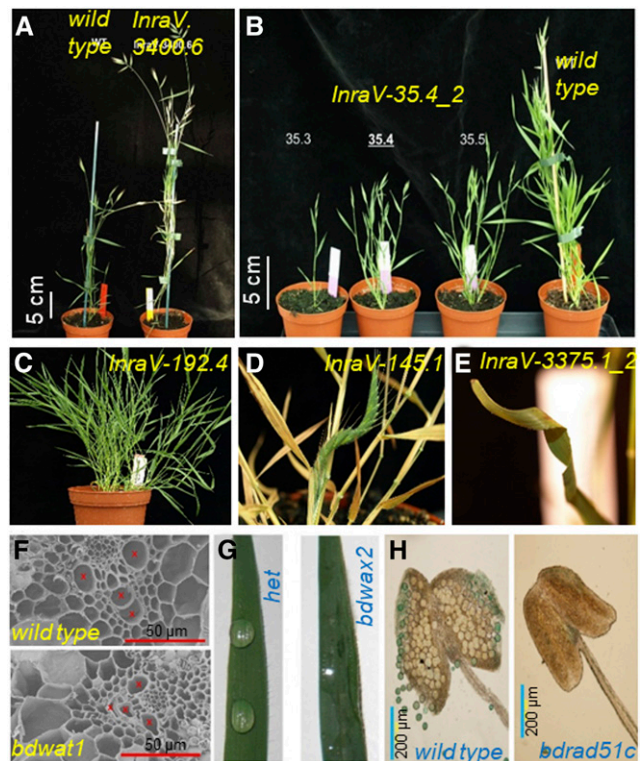 A
wild type
InraV. 3400.6
WT
5 cm
B
InraV-35.4_2
wild type
35.3
35.4
35.5
5 cm
C
InraV-192.4
D
InraV-145.1
E
InraV-3375.1_2
F
wild type
50 µm
bdwat1
50 µm
x
x
x
x
x
x
x
x
G
het
bdwax2
H
wild type
200 µm
bdrad51c
200 µm